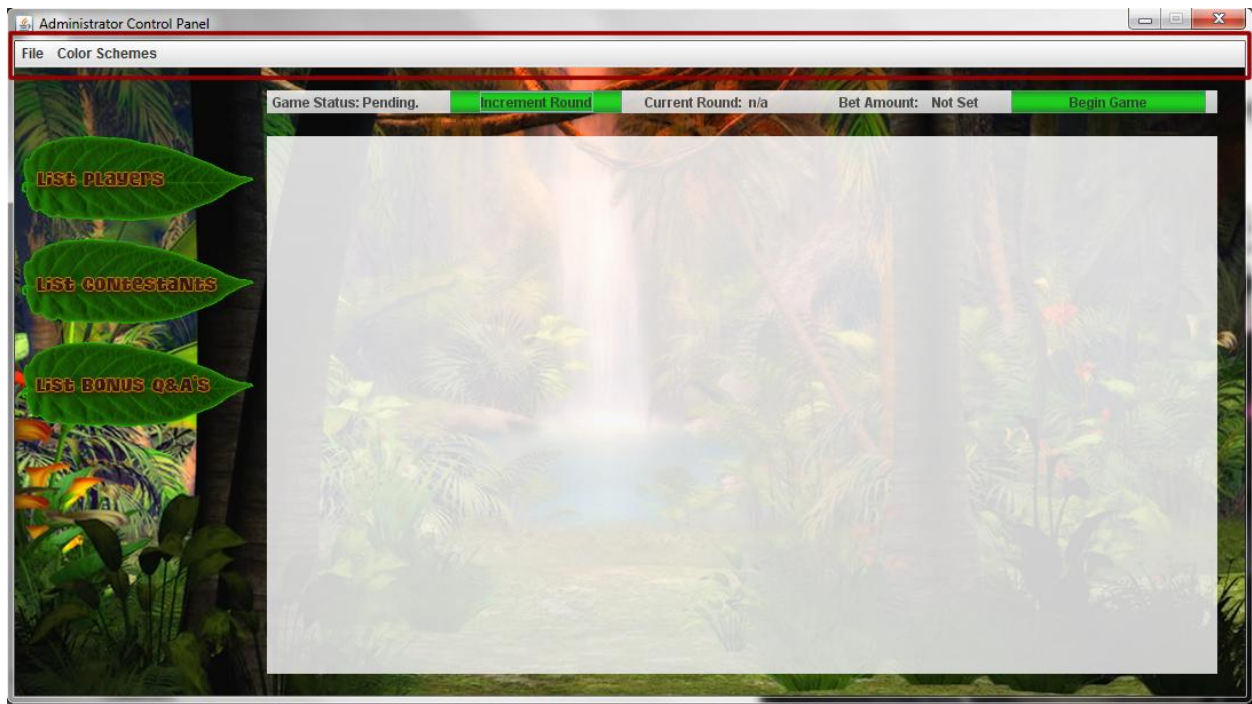 Administrator Control Panel
File Color Schemes
Game Status: Pending. Increment Round Current Round: n/a Bet Amount: Not Set Begin Game
List Players
List Contestants
List Bonus Q&A's